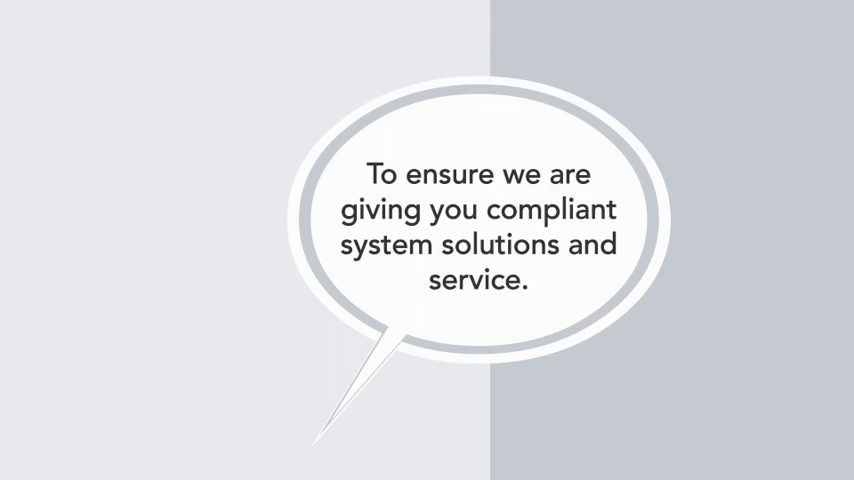 To ensure we are
giving you compliant
system solutions and
service.